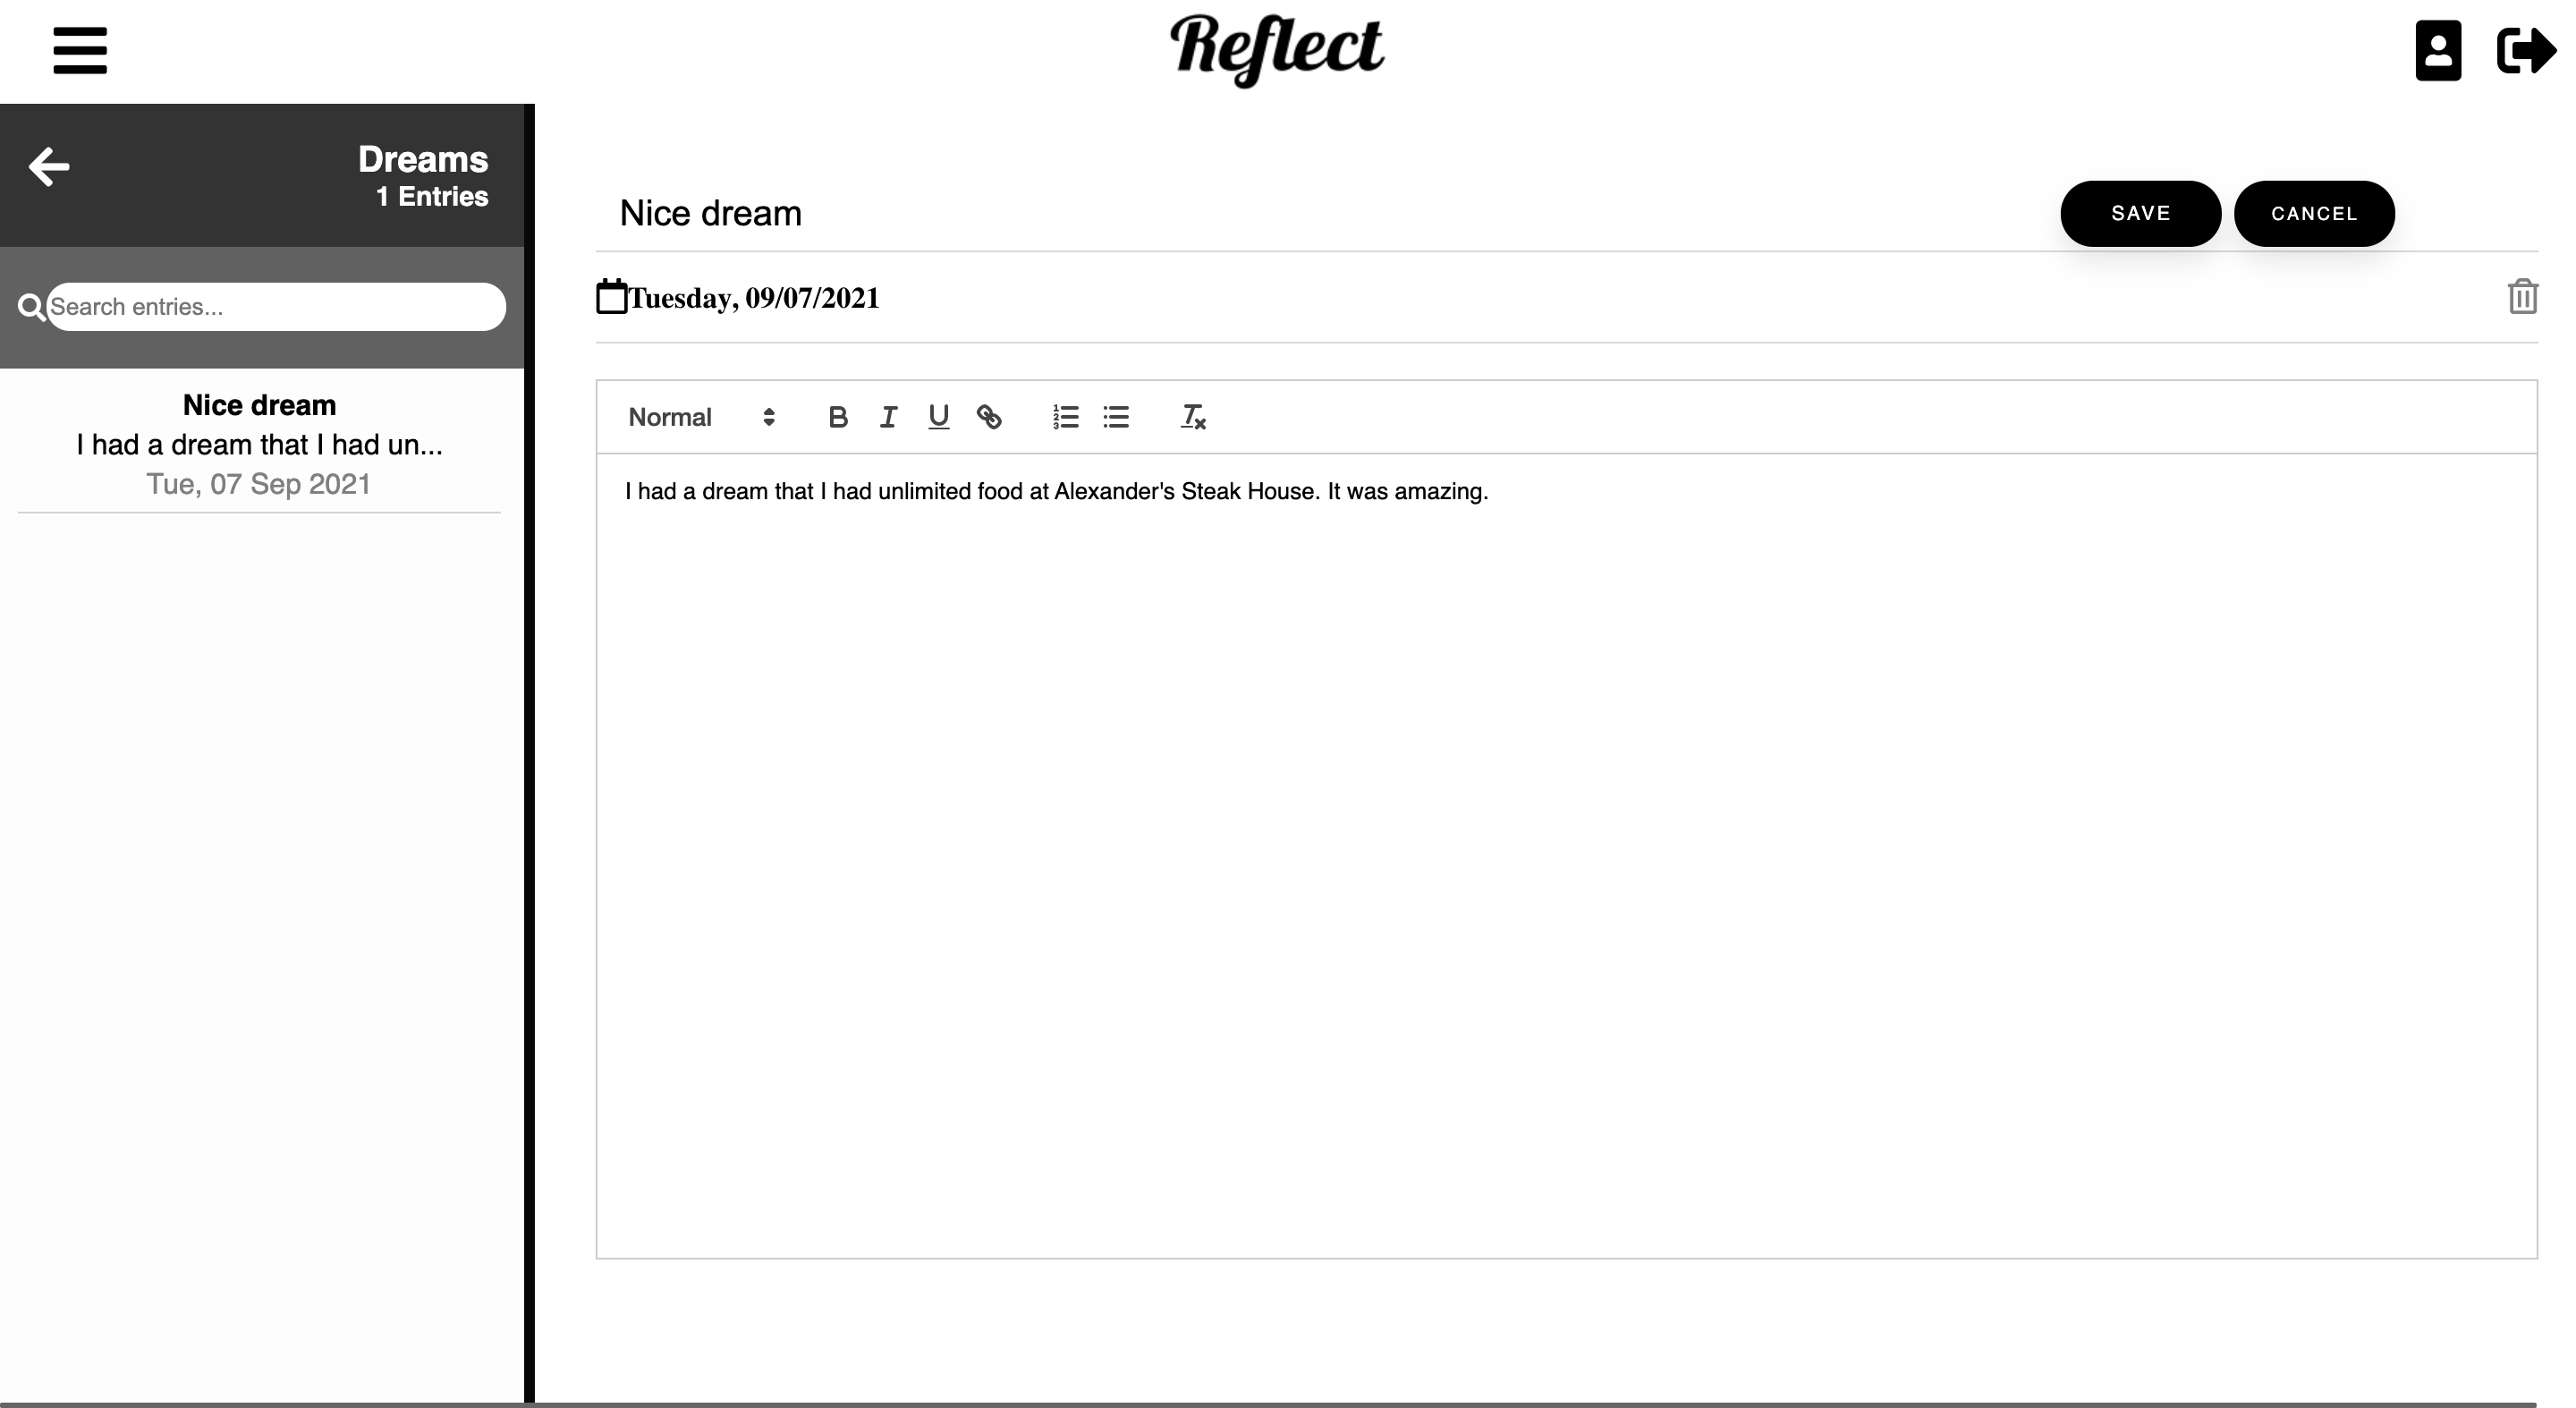 Reflect
Dreams
1 Entries
Search entries...
Nice dream
I had a dream that I had un...
Tue, 07 Sep 2021
Nice dream
SAVE
CANCEL
Tuesday, 09/07/2021
Normal
I had a dream that I had unlimited food at Alexander's Steak House. It was amazing.